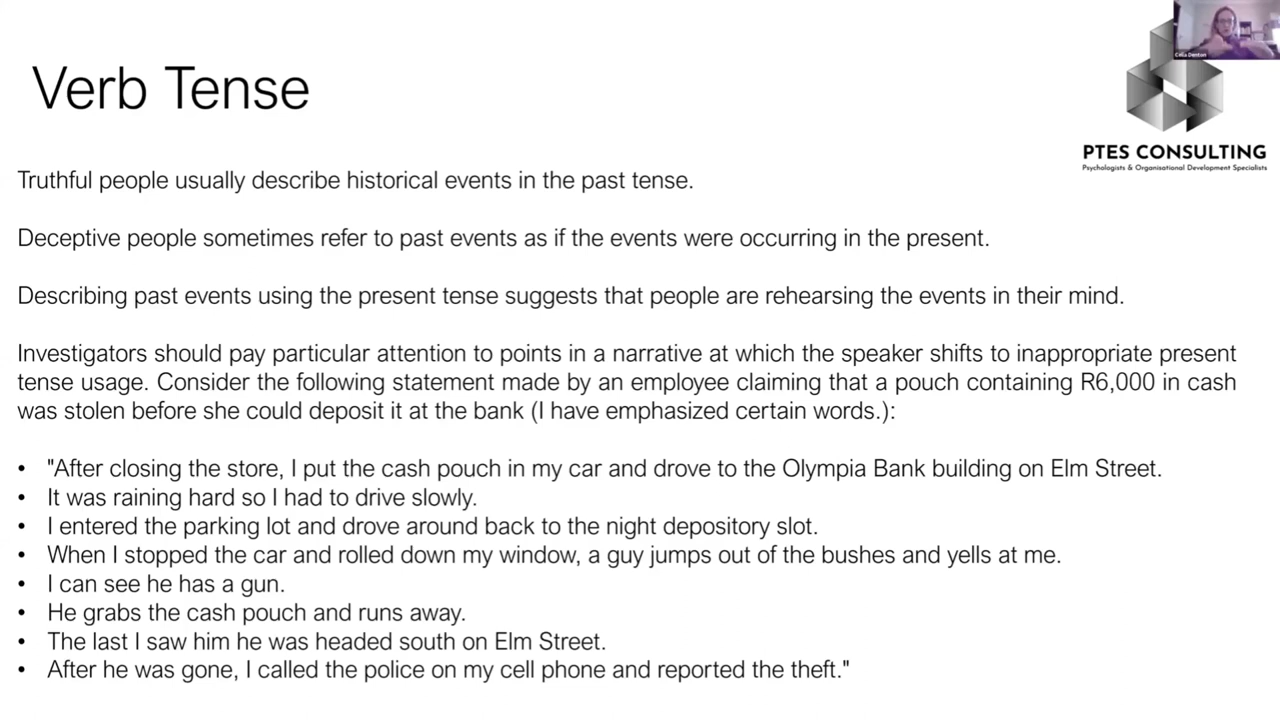 Verb Tense
Celia Denton
PTES CONSULTING
Psychologists & Organisational Development Specialists
Truthful people usually describe historical events in the past tense.
Deceptive people sometimes refer to past events as if the events were occurring in the present.
Describing past events using the present tense suggests that people are rehearsing the events in their mind.
Investigators should pay particular attention to points in a narrative at which the speaker shifts to inappropriate present
tense usage. Consider the following statement made by an employee claiming that a pouch containing R6,000 in cash
was stolen before she could deposit it at the bank (I have emphasized certain words.):
• "After closing the store, I put the cash pouch in my car and drove to the Olympia Bank building on Elm Street.
• It was raining hard so I had to drive slowly.
• I entered the parking lot and drove around back to the night depository slot.
• When I stopped the car and rolled down my window, a guy jumps out of the bushes and yells at me.
• I can see he has a gun.
• He grabs the cash pouch and runs away.
• The last I saw him he was headed south on Elm Street.
• After he was gone, I called the police on my cell phone and reported the theft."